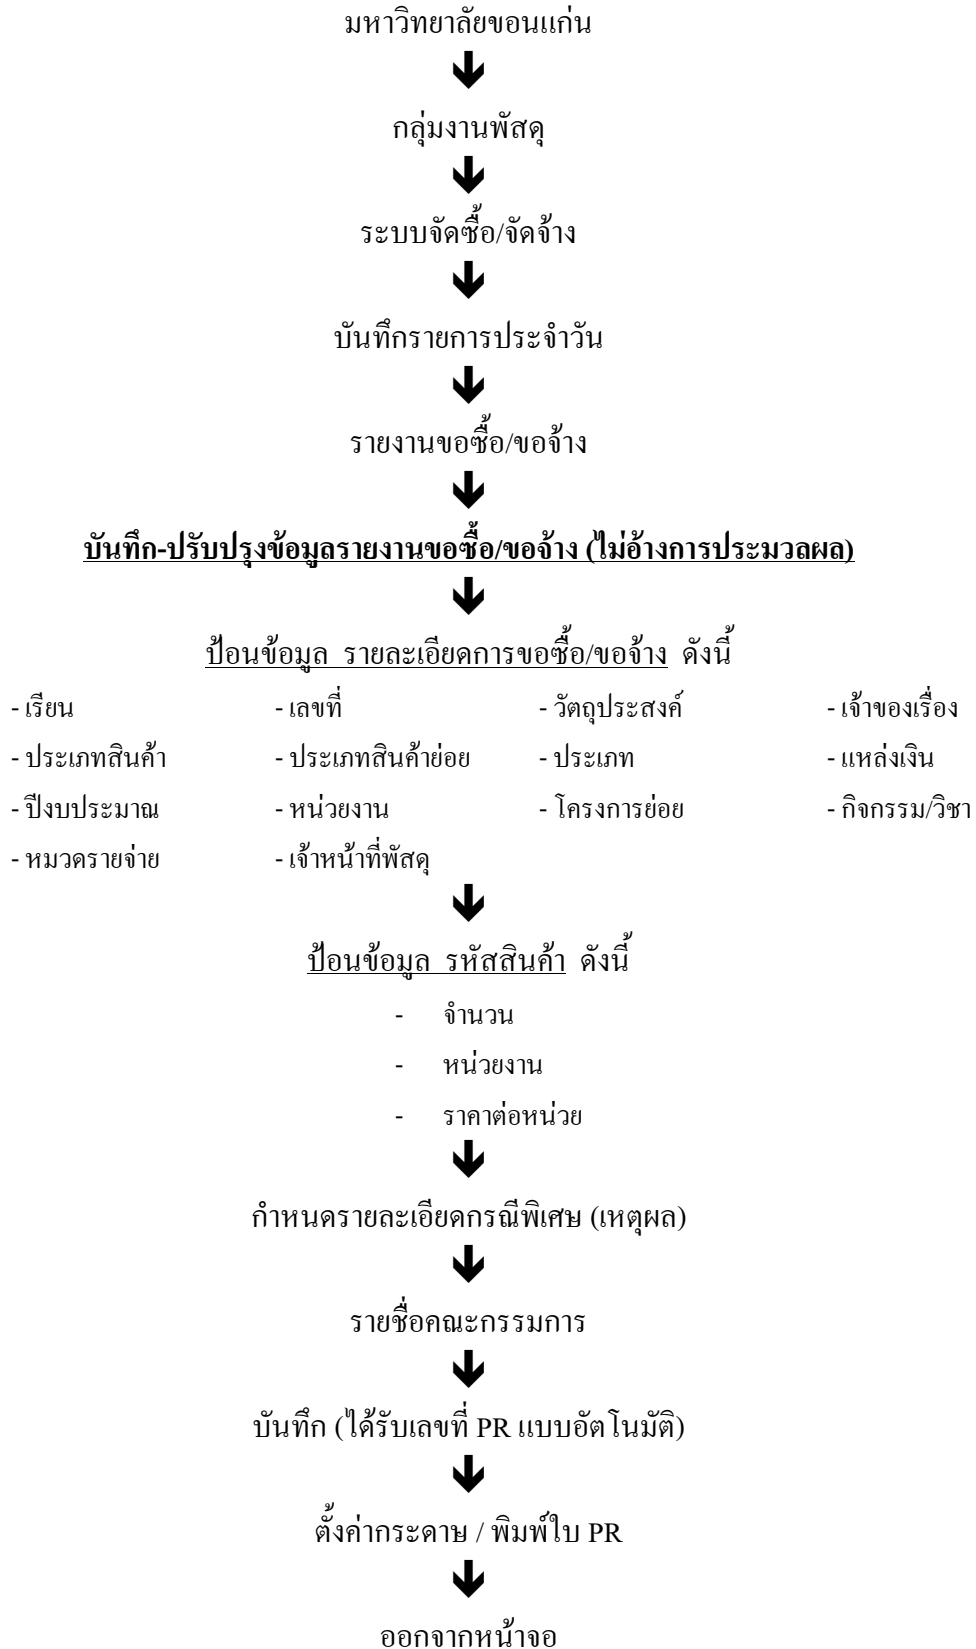 มหาวิทยาลัยขอนแก่น
กลุ่มงานพัสดุ
ระบบจัดซื้อ/จัดจ้าง
บันทึกรายการประจำวัน
รายงานขอซื้อ/ขอจ้าง
บันทึก-ปรับปรุงข้อมูลรายงานขอซื้อ/ขอจ้าง (ไม่อ้างการประมวลผล)
ป้อนข้อมูล รายละเอียดการขอซื้อ/ขอจ้าง ดังนี้
- เรียน - เลขที่ - วัตถุประสงค์ - เจ้าของเรื่อง
- ประเภทสินค้า - ประเภทสินค้าย่อย - ประเภท - แหล่งเงิน
- ปีงบประมาณ - หน่วยงาน - โครงการย่อย - กิจกรรม/วิชา
- หมวดรายจ่าย - เจ้าหน้าที่พัสดุ
ป้อนข้อมูล รหัสสินค้า ดังนี้
- จำนวน
- หน่วยงาน
- ราคาต่อหน่วย
กำหนดรายละเอียดกรณีพิเศษ (เหตุผล)
รายชื่อคณะกรรมการ
บันทึก (ได้รับเลขที่ PR แบบอัตโนมัติ)
ตั้งค่ากระดาษ / พิมพ์ใบ PR
ออกจากหน้าจอ